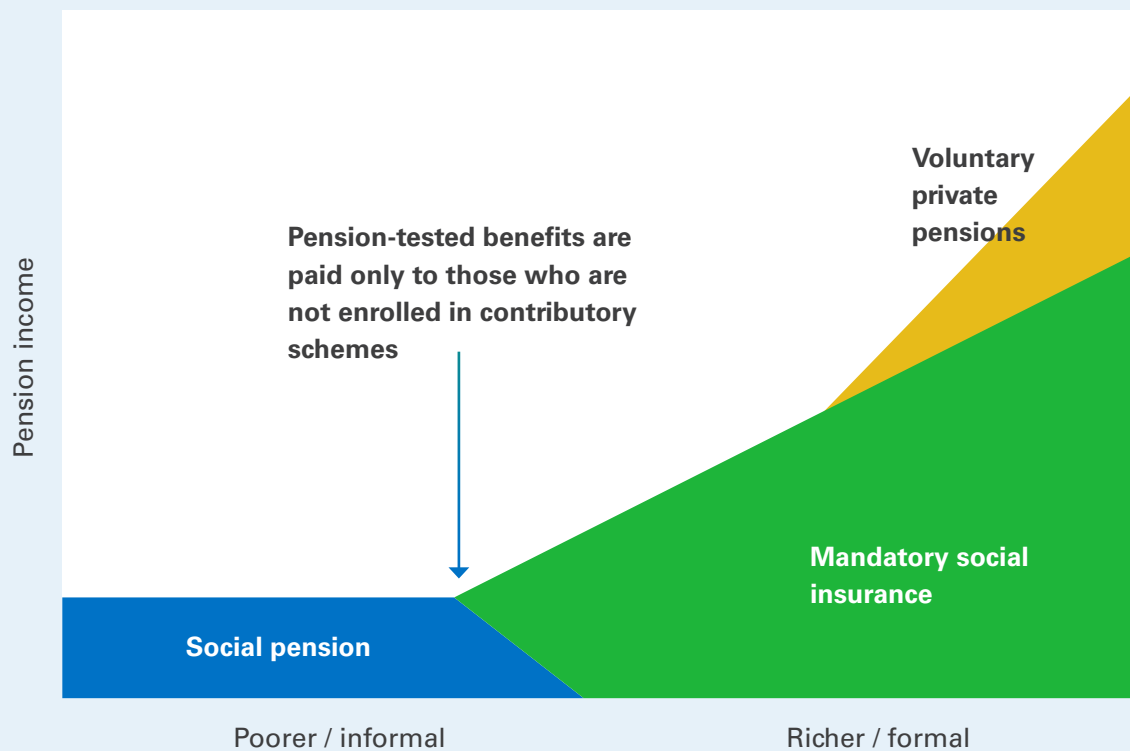 Voluntary
private
pensions
Pension-tested benefits are
paid only to those who are
not enrolled in contributory
schemes
Pension income
Mandatory social
insurance
Social pension
Poorer / informal
Richer / formal